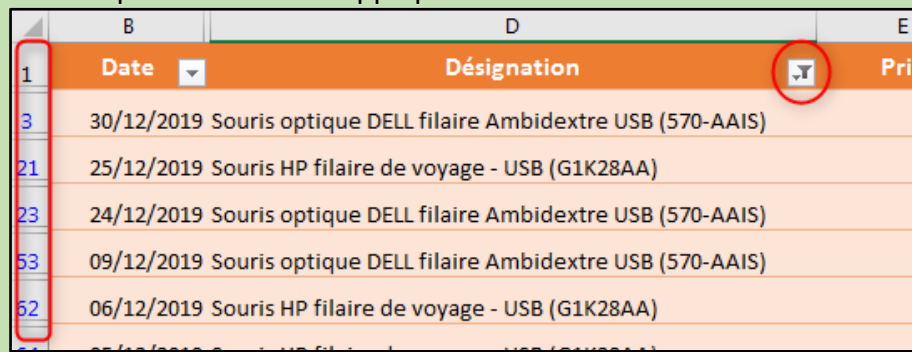 B D E
1 Date Désignation Pri
3 30/12/2019 Souris optique DELL filaire Ambidextre USB (570-AAIS)
21 25/12/2019 Souris HP filaire de voyage - USB (G1K28AA)
23 24/12/2019 Souris optique DELL filaire Ambidextre USB (570-AAIS)
53 09/12/2019 Souris optique DELL filaire Ambidextre USB (570-AAIS)
62 06/12/2019 Souris HP filaire de voyage - USB (G1K28AA)